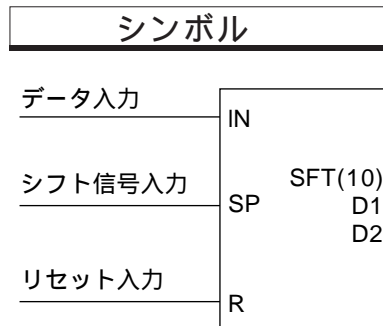 シンボル
データ入力
IN
シフト信号入力
SFT(10)
SP
D1
D2
リセット入力
R